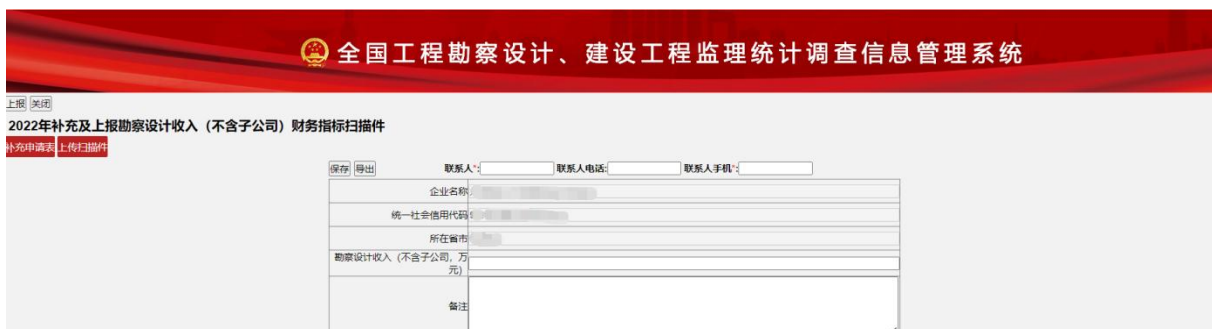 全国工程勘察设计、建设工程监理统计调查信息管理系统
上报 关闭
2022年补充及上报勘察设计收入（不含子公司）财务指标扫描件
补充申请表 上传扫描件
保存 导出 联系人*: 联系人电话: 联系人手机*:
企业名称
统一社会信用代码
所在省市
勘察设计收入（不含子公司，万
元）
备注